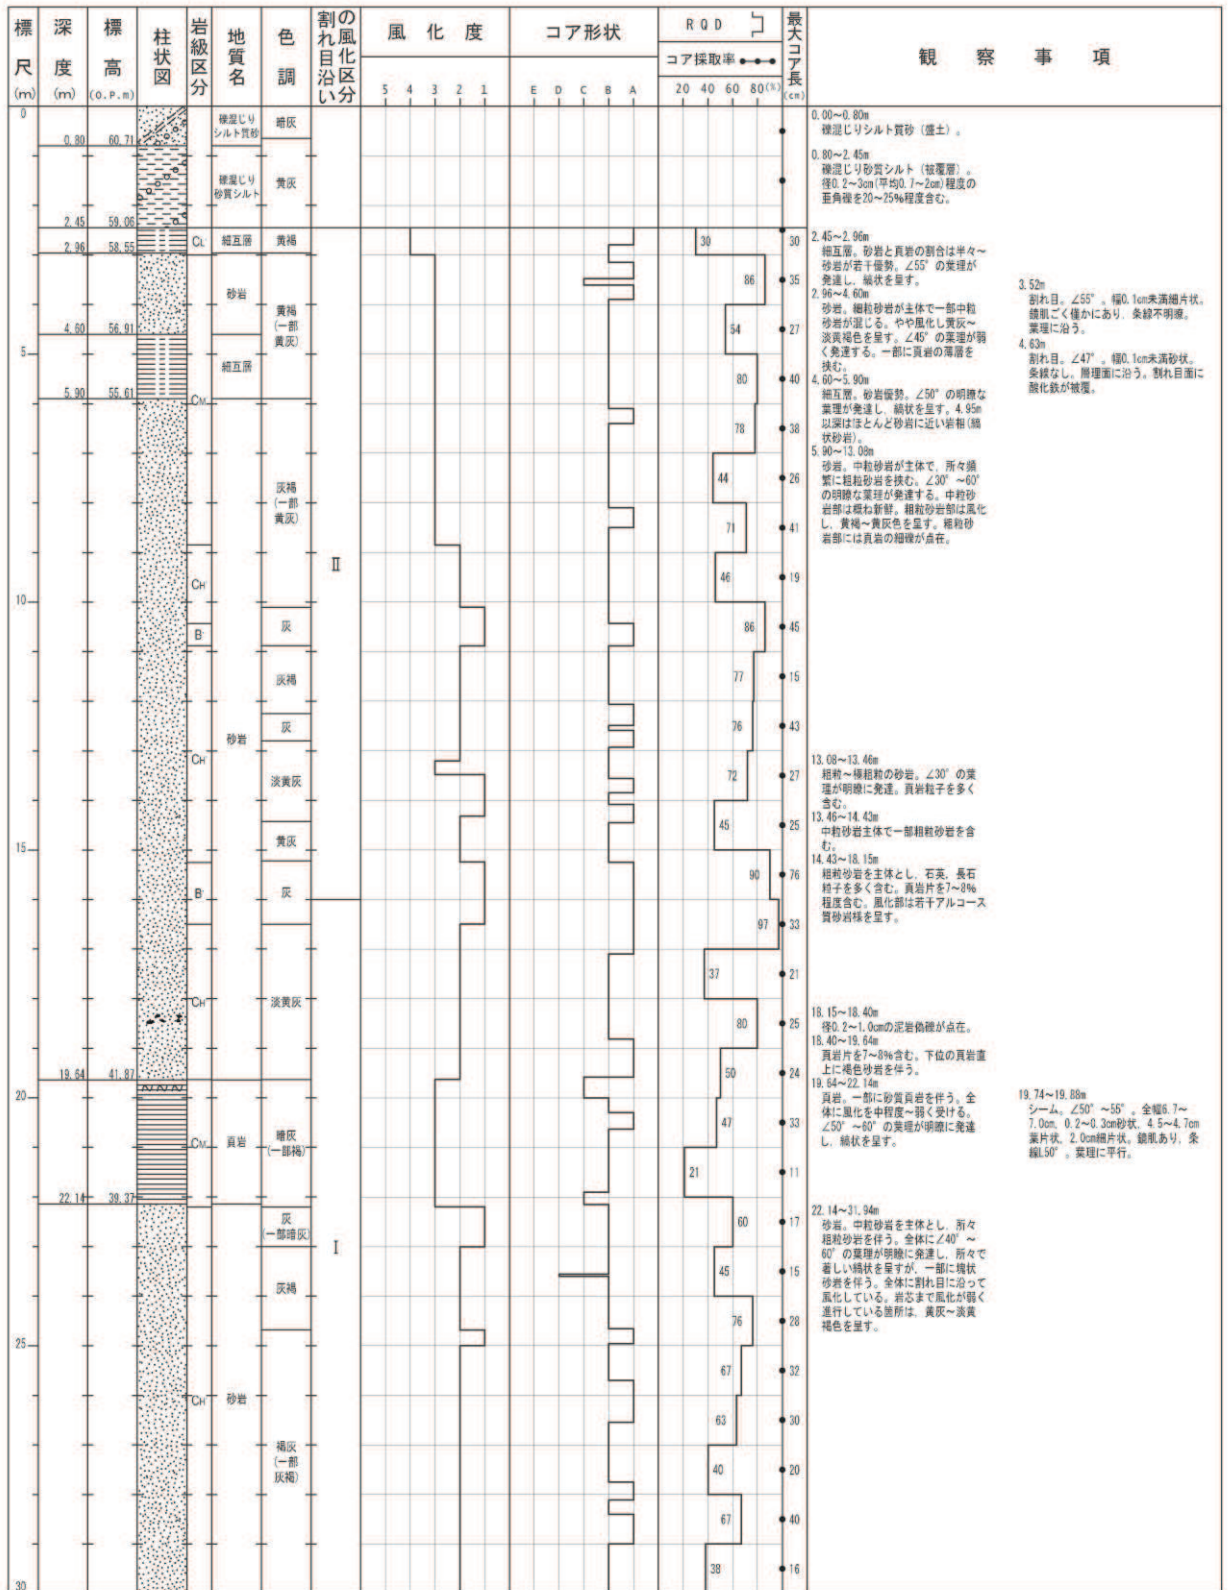 標尺(m)
深度(m)
標高(O.P.m)
柱状図
岩級区分
地質名
色調
割れ目沿いの風化区分
風化度
5 4 3 2 1
コア形状
E D C B A
RQD
コア採取率
20 40 60 80(%)
最大コア長(cm)
観察事項
0
5
10
15
20
25
30
0.80 60.71
2.45 59.06
2.96 58.55
4.60 56.91
5.90 55.61
19.64 41.87
22.14 39.37
CL
CM
CH
B
CH
B
CH
CM
CH
礫混じり
シルト質砂
礫混じり
砂質シルト
細互層
砂岩
細互層
砂岩
頁岩
砂岩
暗灰
黄灰
黄褐
黄褐
(一部
黄灰)
灰褐
(一部
黄灰)
灰
灰褐
灰
淡黄灰
黄灰
灰
淡黄灰
暗灰
(一部褐)
灰
(一部暗灰)
灰褐
褐灰
(一部
灰褐)
Ⅱ
Ⅰ
30 30
86 35
54 27
80 40
78 38
44 26
71 41
46 19
86 45
77 15
76 43
72 27
45 25
90 76
97 33
37 21
80 25
50 24
47 33
21 11
60 17
45 15
76 28
67 32
63 30
40 20
67 40
38 16
0.00~0.80m
礫混じりシルト質砂(盛土)。
0.80~2.45m
礫混じり砂質シルト(被覆層)。
径0.2~3cm(平均0.7~2cm)程度の
亜角礫を20~25%程度含む。
2.45~2.96m
細互層。砂岩と頁岩の割合は半々~
砂岩が若干優勢。∠55°の葉理が
発達し、縞状を呈す。
2.96~4.60m
砂岩。細粒砂岩が主体で一部中粒
砂岩が混じる。やや風化し黄灰~
淡黄褐色を呈す。∠45°の葉理が弱
く発達する。一部に頁岩の薄層を
挟む。
4.60~5.90m
細互層。砂岩優勢。∠50°の明瞭な
葉理が発達し、縞状を呈す。4.95m
以深はほとんど砂岩に近い岩相(縞
状砂岩)。
5.90~13.08m
砂岩。中粒砂岩が主体で、所々頻
繁に粗粒砂岩を挟む。∠30°~60°
の明瞭な葉理が発達する。中粒砂
岩部は概ね新鮮。粗粒砂岩部は風化
し、黄褐~黄灰色を呈す。粗粒砂
岩部には頁岩の細礫が点在。
13.08~13.46m
粗粒~極粗粒の砂岩。∠30°の葉
理が明瞭に発達。頁岩粒子を多く
含む。
13.46~14.43m
中粒砂岩主体で一部粗粒砂岩を含
む。
14.43~18.15m
粗粒砂岩を主体とし、石英、長石
粒子を多く含む。頁岩片を7~8%
程度含む。風化部は若干アルコース
質砂岩様を呈す。
18.15~18.40m
径0.2~1.0cmの泥岩偽礫が点在。
18.40~19.64m
頁岩片を7~8%含む。下位の頁岩直
上に褐色砂岩を伴う。
19.64~22.14m
頁岩。一部に砂質頁岩を伴う。全
体に風化を中程度~弱く受ける。
∠50°~60°の葉理が明瞭に発達
し、縞状を呈す。
22.14~31.94m
砂岩。中粒砂岩を主体とし、所々
粗粒砂岩を伴う。全体に∠40°~
60°の葉理が明瞭に発達し、所々で
著しい縞状を呈すが、一部に塊状
砂岩を伴う。全体に割れ目に沿って
風化している。岩芯まで風化が弱く
進行している箇所は、黄灰~淡黄
褐色を呈す。
3.52m
割れ目。∠55°。幅0.1cm未満細片状。
鏡肌ごく僅かにあり、条線不明瞭。
葉理に沿う。
4.63m
割れ目。∠47°。幅0.1cm未満砂状。
条線なし。層理面に沿う。割れ目面に
酸化鉄が被覆。
19.74~19.88m
シーム。∠50°~55°。全幅6.7~
7.0cm、0.2~0.3cm砂状、4.5~4.7cm
葉片状、2.0cm細片状。鏡肌あり、条
線L50°。葉理に平行。